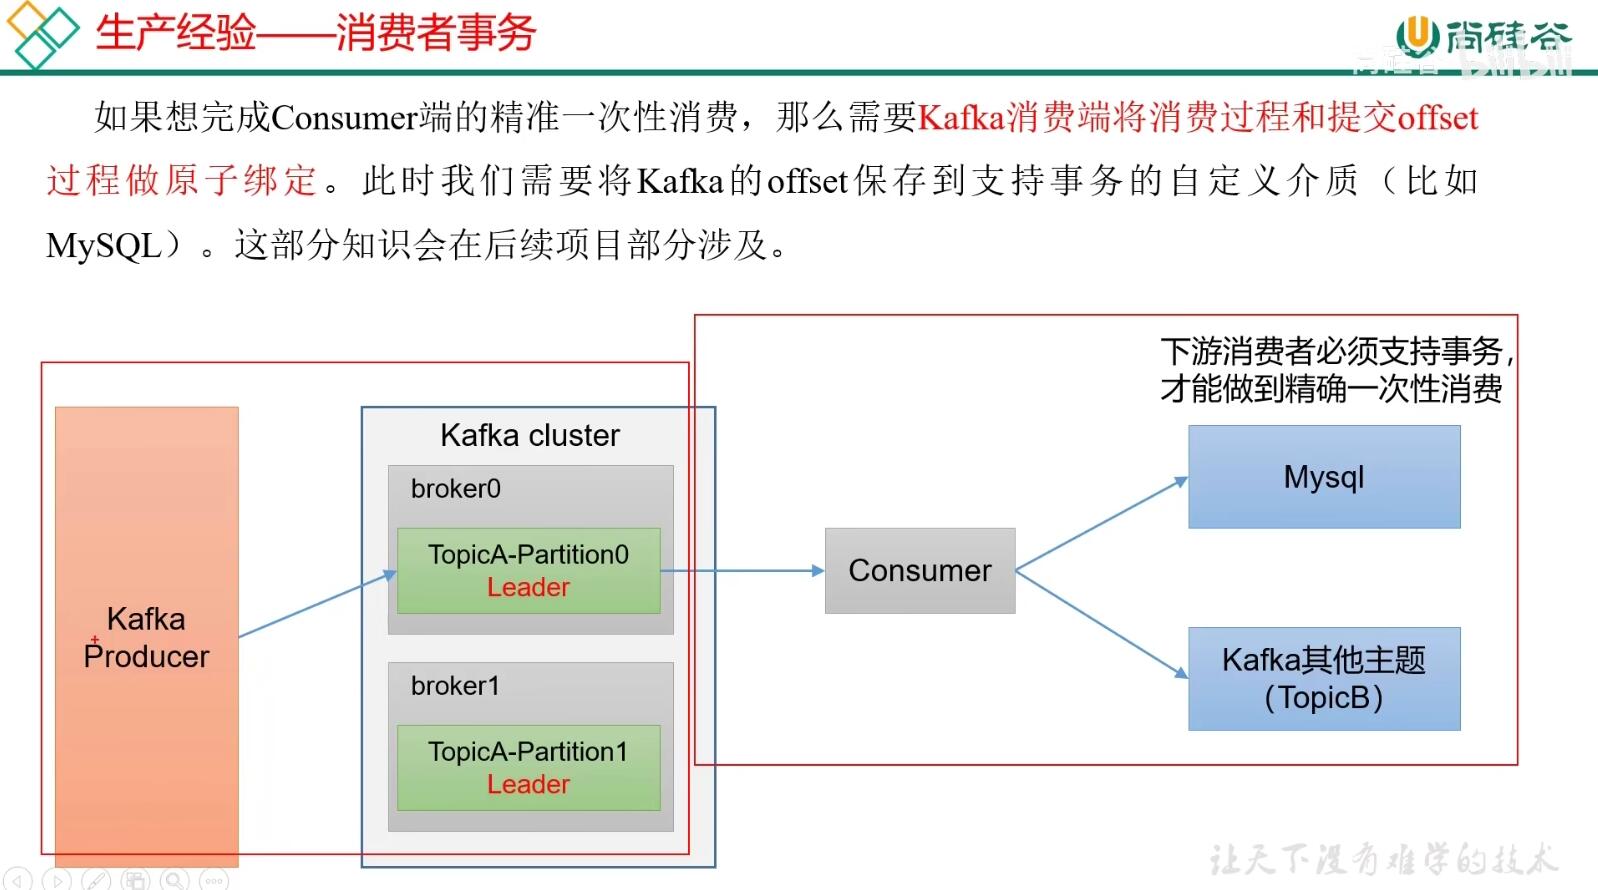 生产经验——消费者事务
尚硅谷
尚硅谷 bilibili
如果想完成Consumer端的精准一次性消费，那么需要Kafka消费端将消费过程和提交offset
过程做原子绑定。此时我们需要将Kafka的offset保存到支持事务的自定义介质（比如
MySQL）。这部分知识会在后续项目部分涉及。
下游消费者必须支持事务，
才能做到精确一次性消费
Kafka cluster
broker0
TopicA-Partition0
Leader
Kafka
Producer
broker1
TopicA-Partition1
Leader
Consumer
Mysql
Kafka其他主题
（TopicB）
让天下没有难学的技术